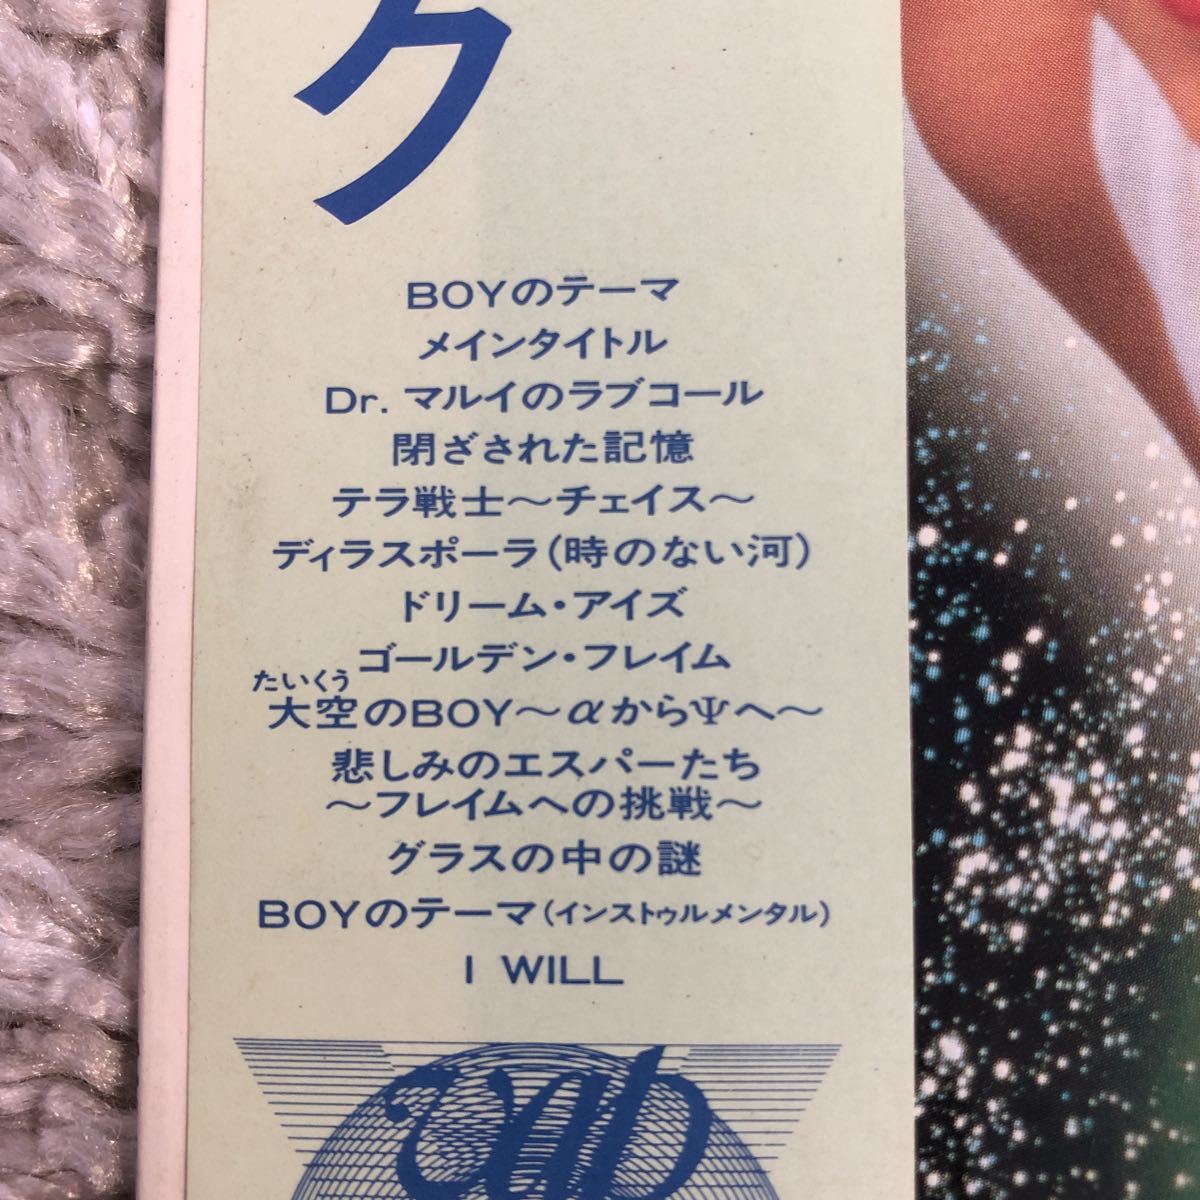 ク
BOYのテーマ
メインタイトル
Dr. マルイのラブコール
閉ざされた記憶
テラ戦士〜チェイス〜
ディラスポーラ(時のない河)
ドリーム・アイズ
ゴールデン・フレイム
たいくう
大空のBOY〜αからΨへ〜
悲しみのエスパーたち
〜フレイムへの挑戦〜
グラスの中の謎
BOYのテーマ(インストゥルメンタル)
I WILL